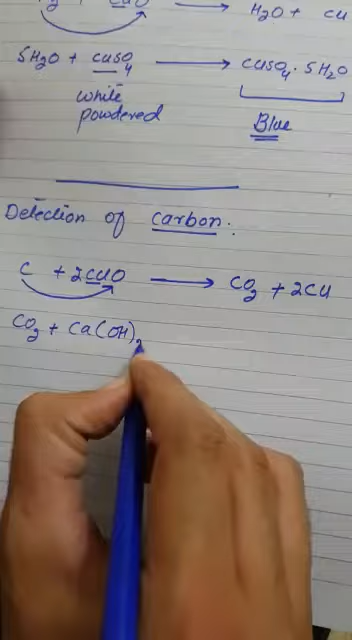 H₂O + Cu
5H₂O + CuSO₄ ⟶ CuSO₄ · 5H₂O
white
powdered
Blue
Detection of carbon:
C + 2CuO ⟶ CO₂ + 2Cu
CO₂ + Ca(OH)₂